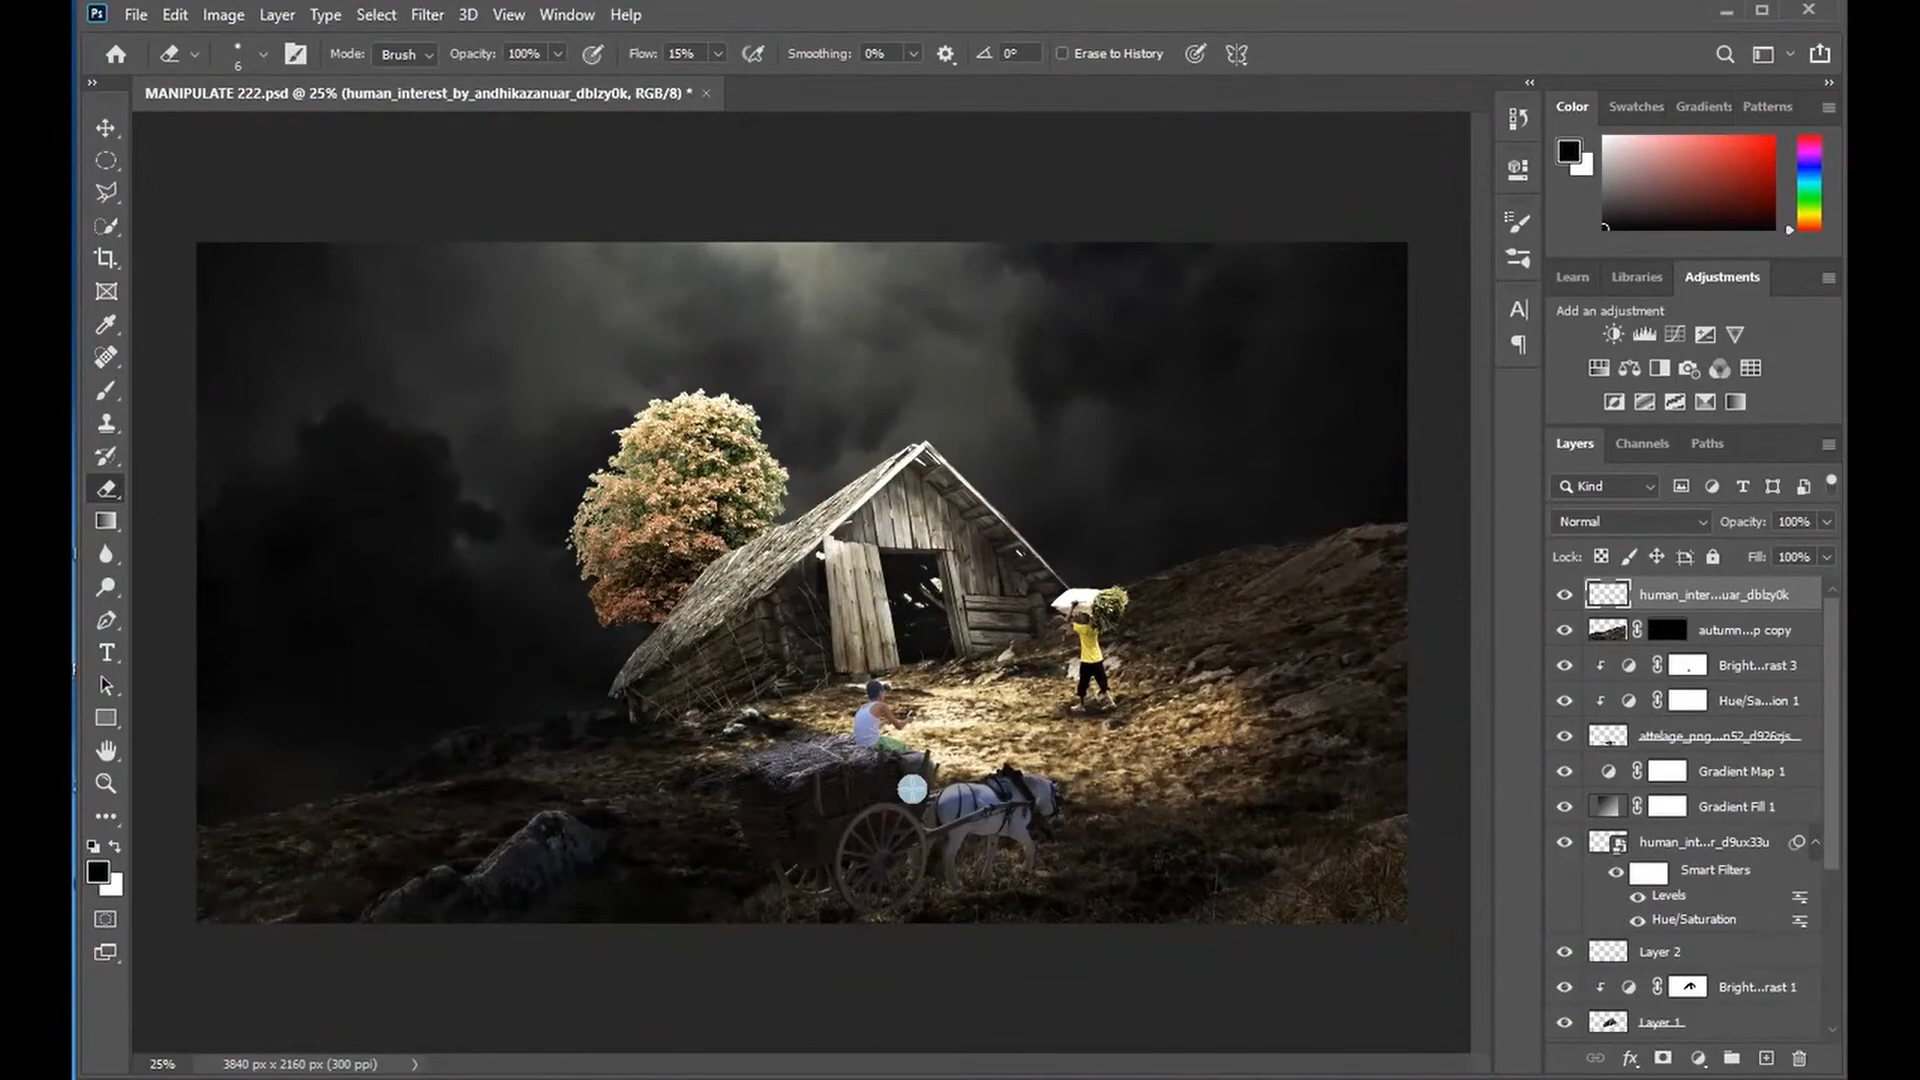 Ps File Edit Image Layer Type Select Filter 3D View Window Help
6 Mode: Brush Opacity: 100% Flow: 15% Smoothing: 0% 0° Erase to History
MANIPULATE 222.psd @ 25% (human_interest_by_andhikazanuar_dblzy0k, RGB/8) *
Color Swatches Gradients Patterns
Learn Libraries Adjustments
Add an adjustment
Layers Channels Paths
Kind
Normal Opacity: 100%
Lock: Fill: 100%
human_inter...uar_dblzy0k
autumn...p copy
Bright...rast 3
Hue/Sa...ion 1
attelage_png...n52_d926zjs
Gradient Map 1
Gradient Fill 1
human_int...r_d9ux33u
Smart Filters
Levels
Hue/Saturation
Layer 2
Bright...rast 1
Layer 1
25% 3840 px x 2160 px (300 ppi)